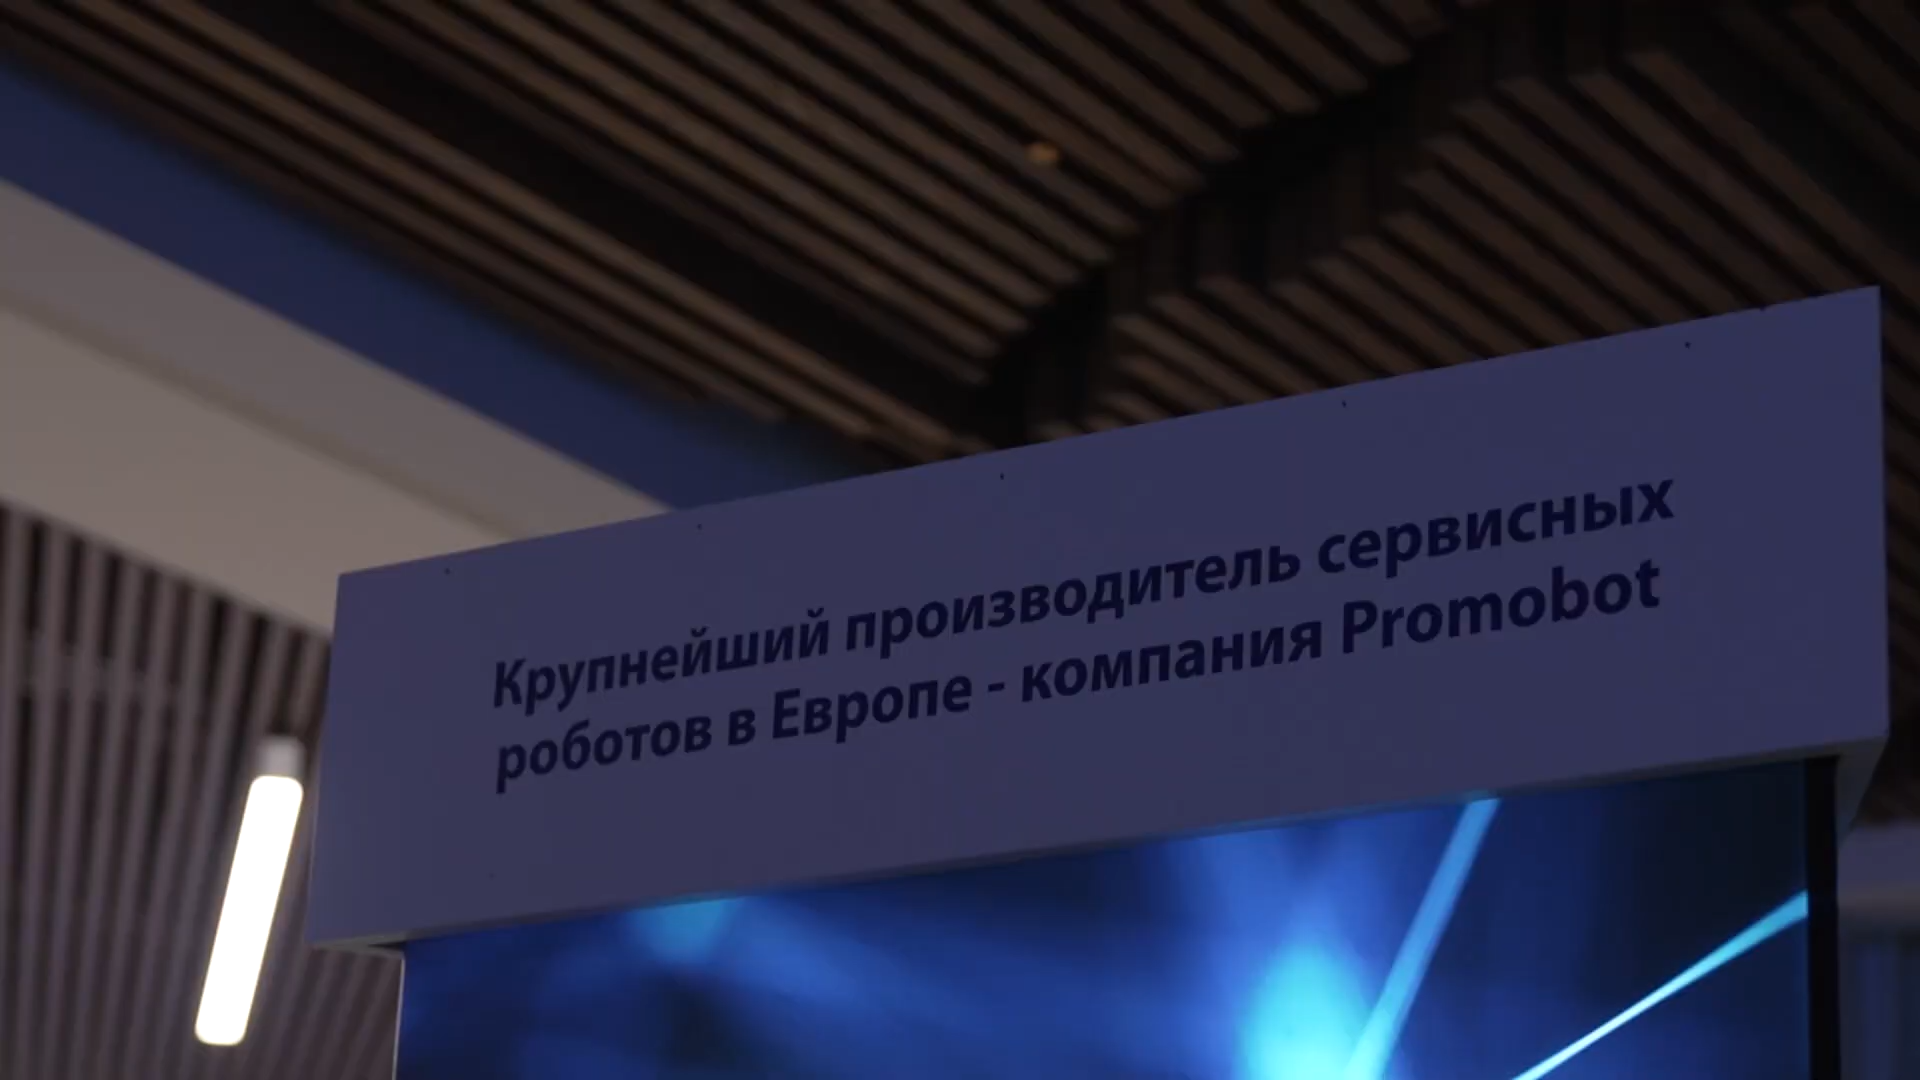 Крупнейший производитель сервисных
роботов в Европе - компания Promobot